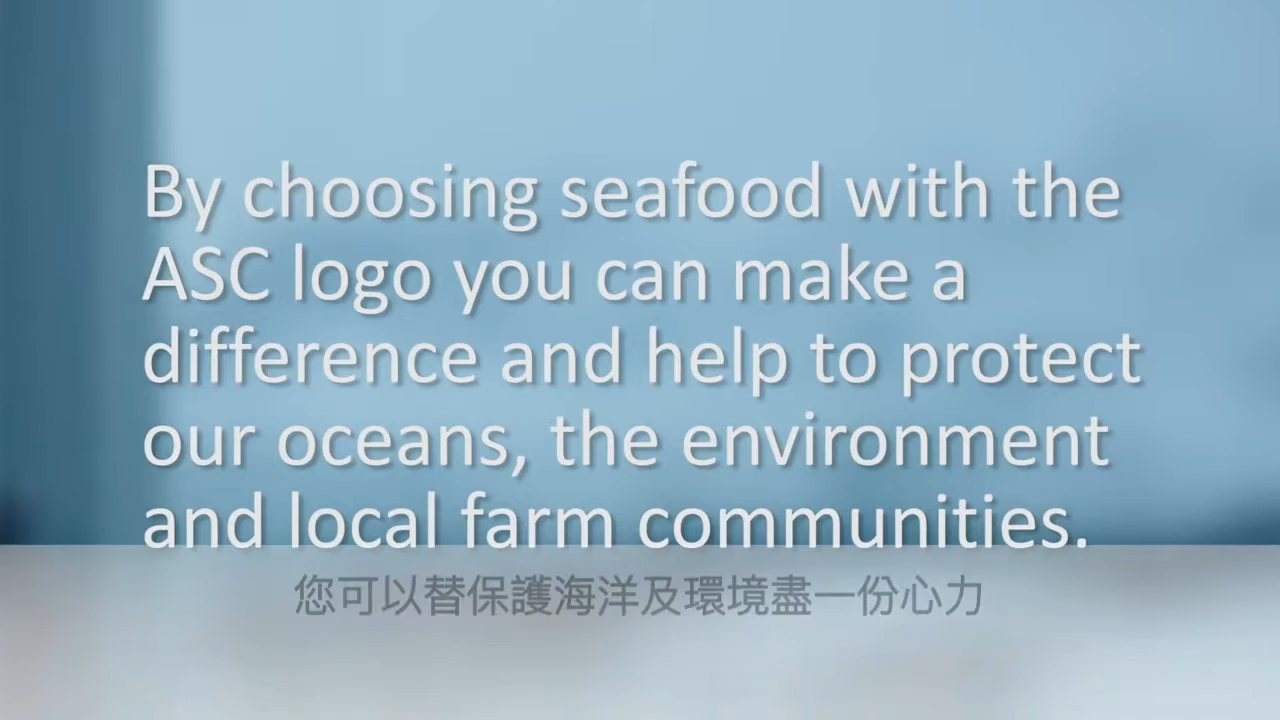 By choosing seafood with the
ASC logo you can make a
difference and help to protect
our oceans, the environment
and local farm communities.
您可以替保護海洋及環境盡一份心力